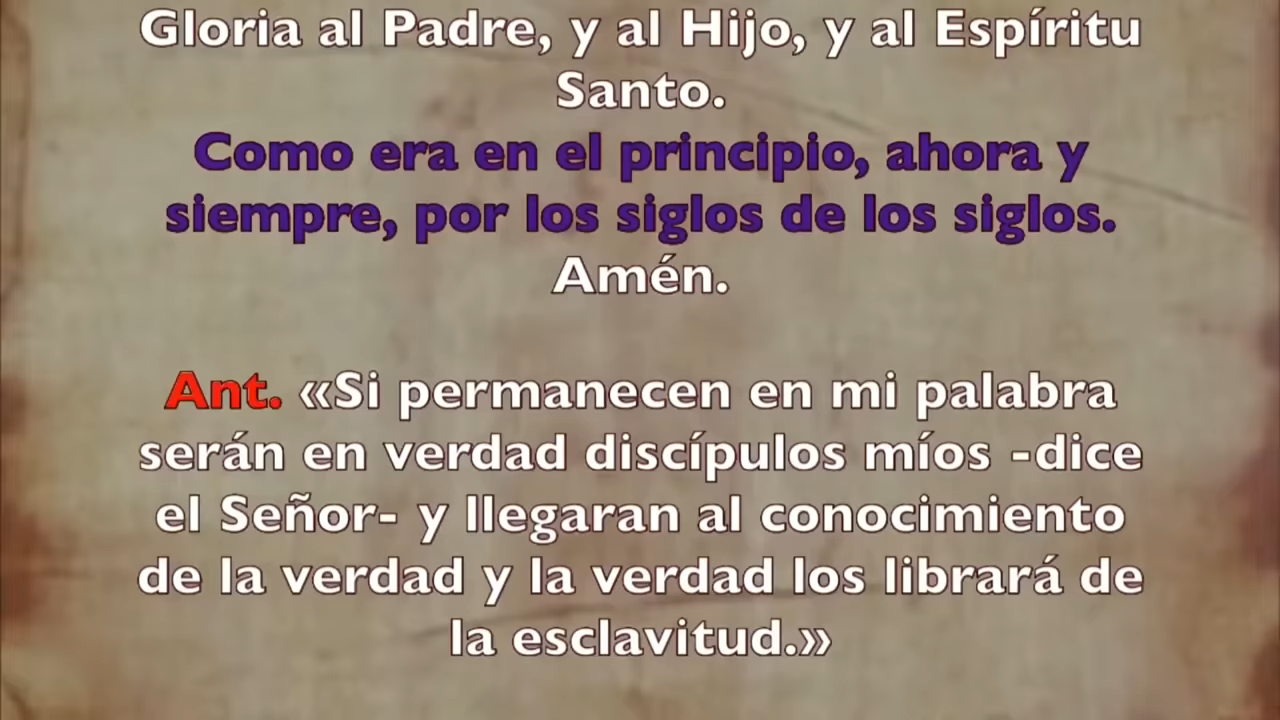 Gloria al Padre, y al Hijo, y al Espíritu
Santo.
Como era en el principio, ahora y
siempre, por los siglos de los siglos.
Amén.
Ant. «Si permanecen en mi palabra
serán en verdad discípulos míos -dice
el Señor- y llegaran al conocimiento
de la verdad y la verdad los librará de
la esclavitud.»